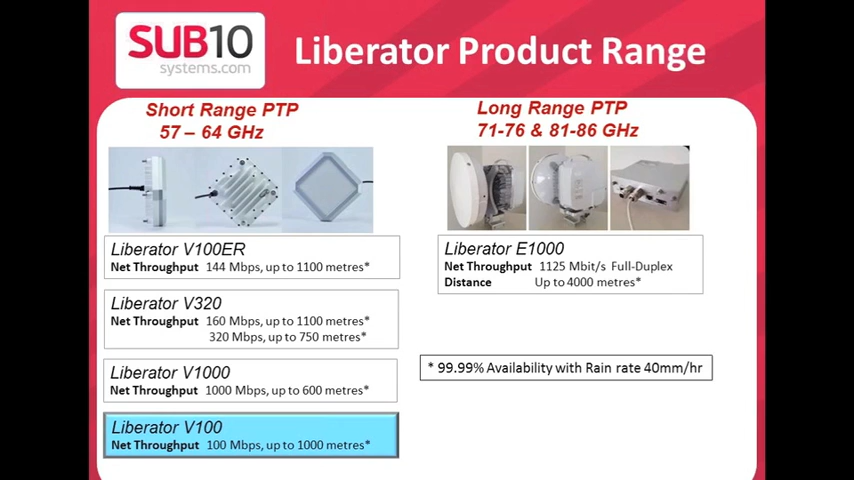 SUB10
systems.com
Liberator Product Range
Short Range PTP
57 – 64 GHz
Liberator V100ER
Net Throughput 144 Mbps, up to 1100 metres*
Liberator V320
Net Throughput 160 Mbps, up to 1100 metres*
320 Mbps, up to 750 metres*
Liberator V1000
Net Throughput 1000 Mbps, up to 600 metres*
Liberator V100
Net Throughput 100 Mbps, up to 1000 metres*
Long Range PTP
71-76 & 81-86 GHz
Liberator E1000
Net Throughput 1125 Mbit/s Full-Duplex
Distance Up to 4000 metres*
* 99.99% Availability with Rain rate 40mm/hr